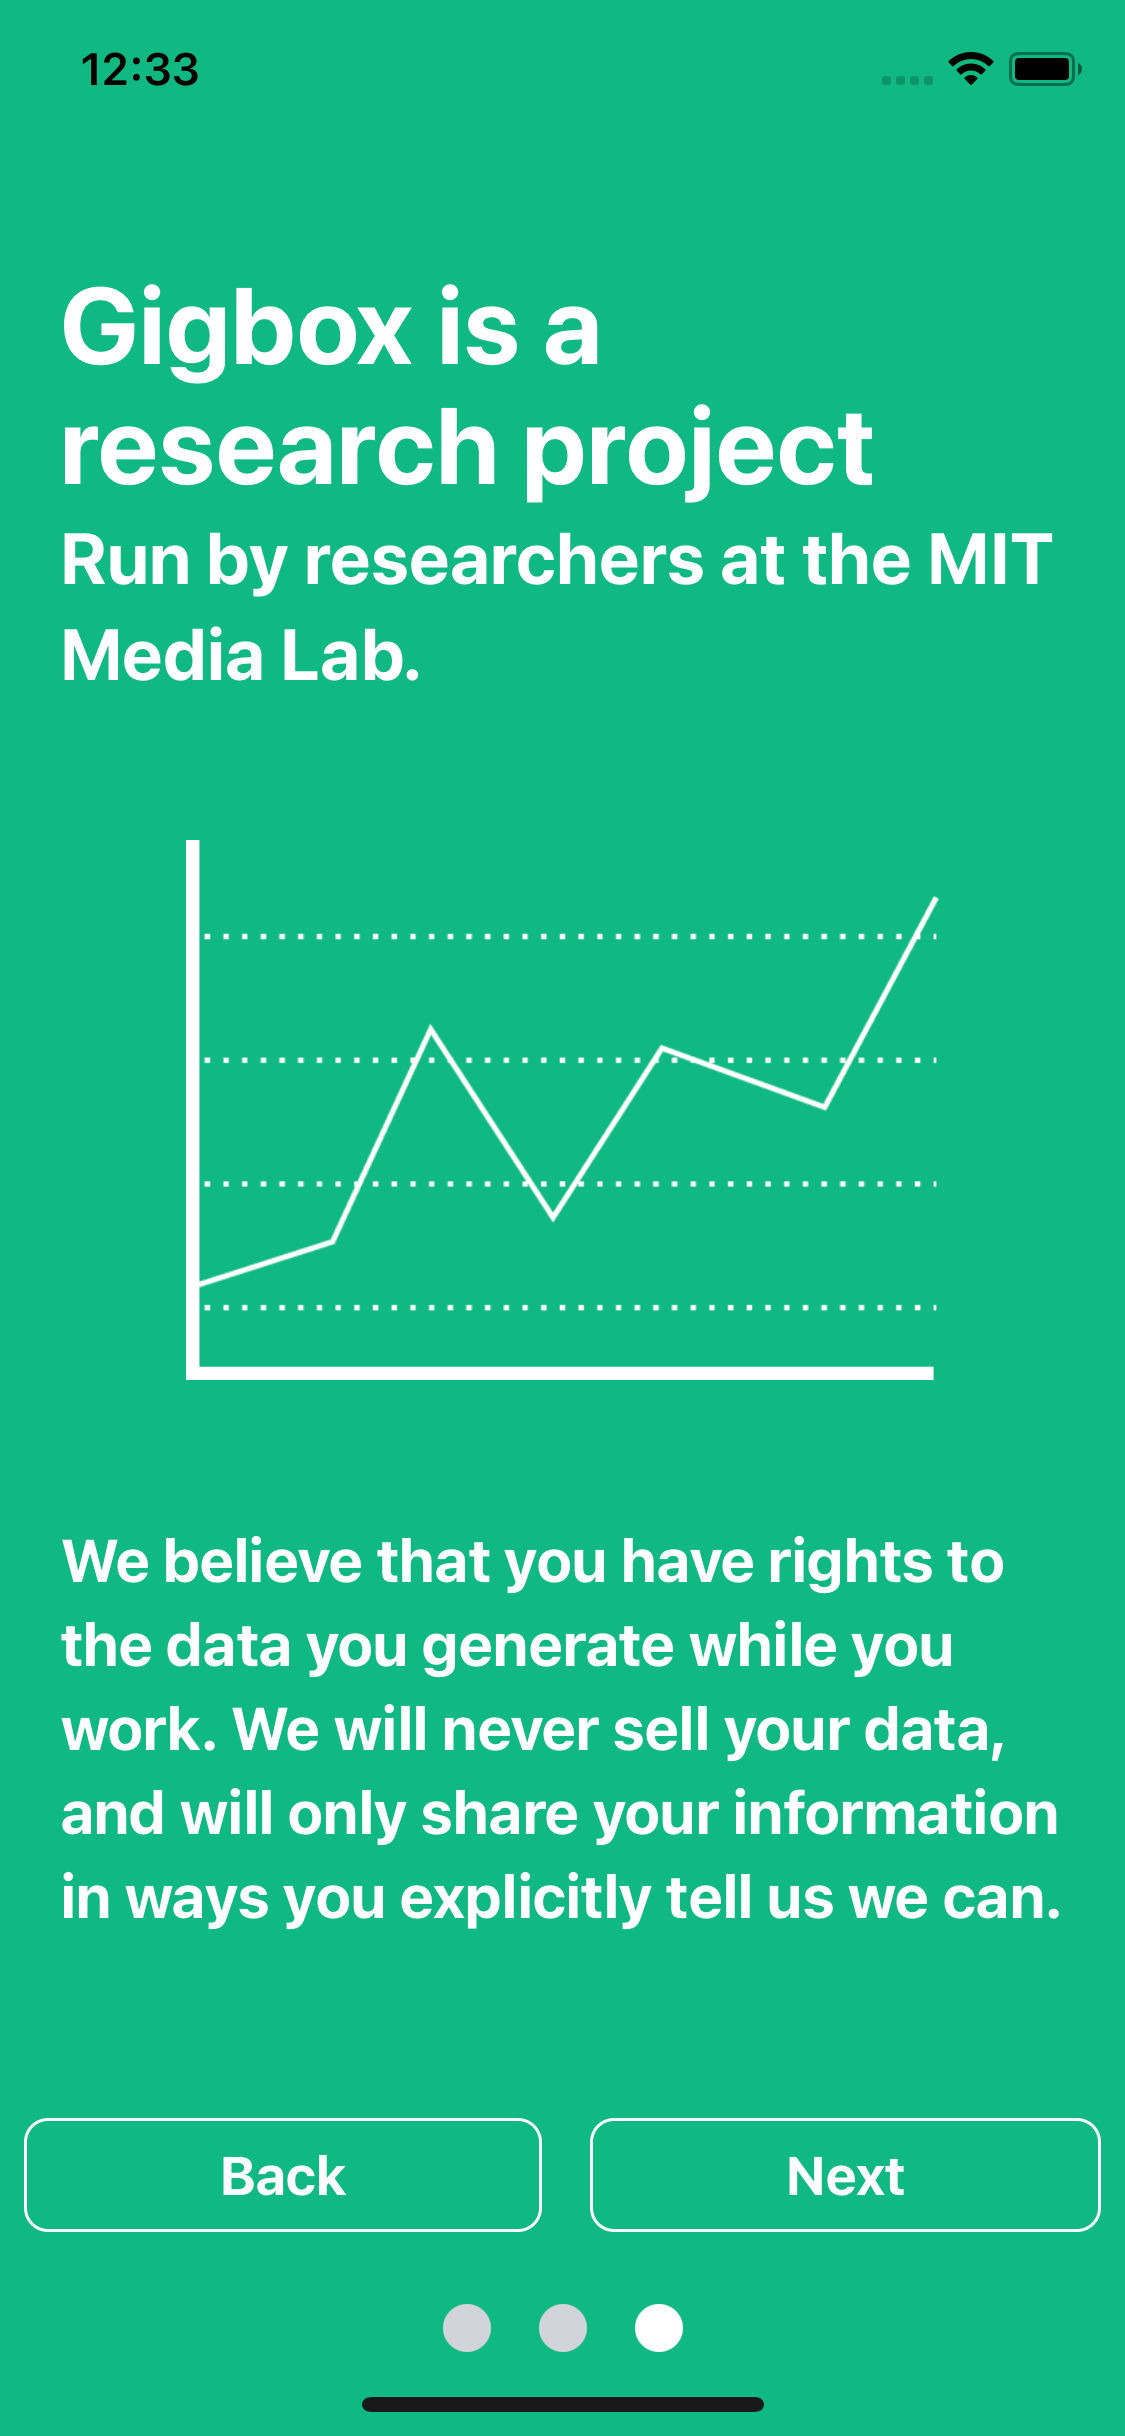 12:33
Gigbox is a
research project
Run by researchers at the MIT
Media Lab.
We believe that you have rights to
the data you generate while you
work. We will never sell your data,
and will only share your information
in ways you explicitly tell us we can.
Back
Next